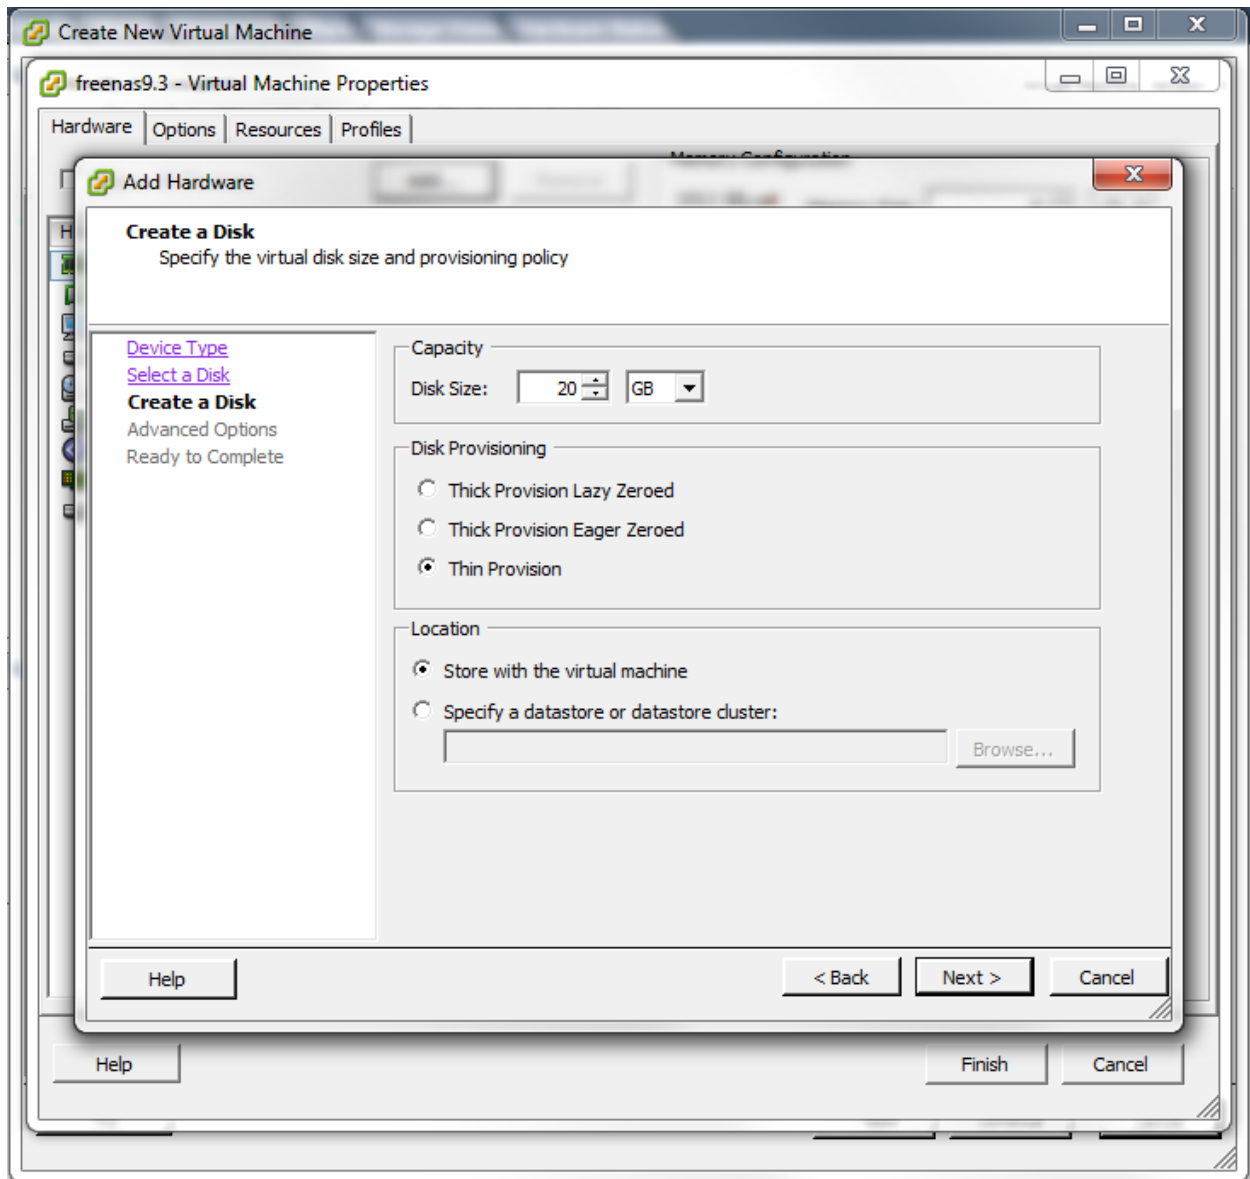 Create New Virtual Machine
freenas9.3 - Virtual Machine Properties
Hardware Options Resources Profiles
Memory Configuration
Add Hardware
Create a Disk
Specify the virtual disk size and provisioning policy
Device Type
Select a Disk
Create a Disk
Advanced Options
Ready to Complete
Capacity
Disk Size: 20 GB
Disk Provisioning
Thick Provision Lazy Zeroed
Thick Provision Eager Zeroed
Thin Provision
Location
Store with the virtual machine
Specify a datastore or datastore cluster:
Browse...
Help < Back Next > Cancel
Help Finish Cancel